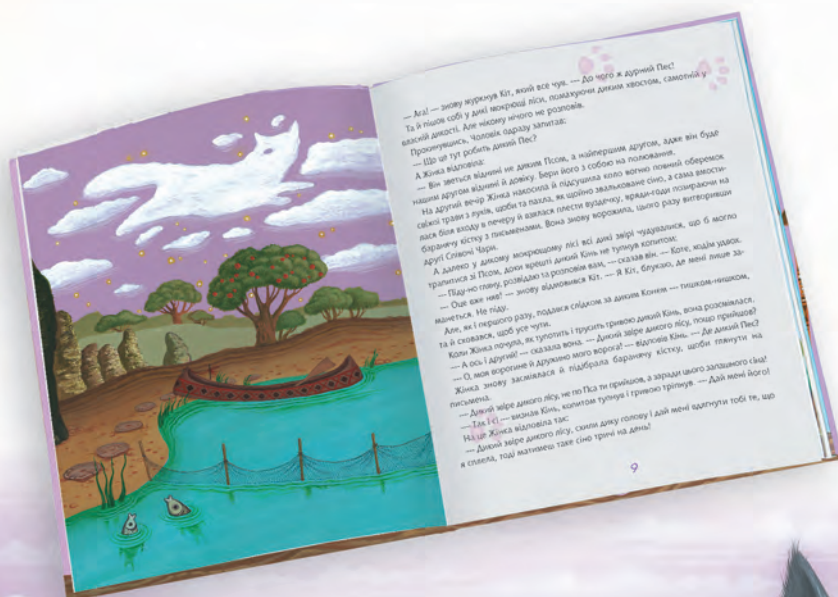 — Ага! — знову муркнув Кіт, який все чув. — До чого ж дурний Пес!
Та й пішов собі у дикі мокрющі ліси, помахуючи диким хвостом, самотній у
власній дикості. Але нікому нічого не розповів.
Прокинувшись, Чоловік одразу запитав:
— Що це тут робить дикий Пес?
А Жінка відповіла:
— Він зветься віднині не диким Псом, а найпершим другом, адже він буде
нашим другом віднині й довіку. Бери його з собою на полювання.
На другий вечір Жінка накосила й підсушила коло вогню повний оберемок
свіжої трави з луків, щоби та пахла, як щойно звальковане сіно, а сама вмости-
лася біля входу в печеру й взялася плести вуздечку, вряди-годи позираючи на
баранячу кістку з письменами. Вона знову ворожила, цього разу витворивши
другі Співочі Чари.
А далеко у дикому мокрющому лісі всі дикі звірі чудувалися, що б могло
трапитися зі Псом, доки врешті дикий Кінь не тупнув копитом:
— Піду-но гляну, розвідаю та розповім вам, — сказав він. — Коте, ходім удвох.
— Оце вже ня! — знову відмовився Кіт. — Я Кіт, блукаю, де мені лише за-
манеться. Не піду.
Але, як і першого разу, подався слідком за диким Конем — тишком-нишком,
та й сховався, щоб усе чути.
Коли Жінка почула, як тупотить і трусить гривою дикий Кінь, вона розсміялася,
— А ось і другий! — сказала вона. — Дикий звіре дикого лісу, пощо прийшов?
— О, моя ворогине й дружино мого ворога! — відповів Кінь. — Де дикий Пес?
Жінка знову засміялася й підібрала баранячу кістку, щоби глянути на
письмена.
— Дикий звіре дикого лісу, не по Пса ти прийшов, а заради цього запашного сіна!
— Так і є! — визнав Кінь, копитом тупнув і гривою тріпнув. — Дай мені його!
На це Жінка відповіла так:
— Дикий звіре дикого лісу, схили дику голову і дай мені вдягнути тобі те, що
я сплела, тоді матимеш таке сіно тричі на день!
9